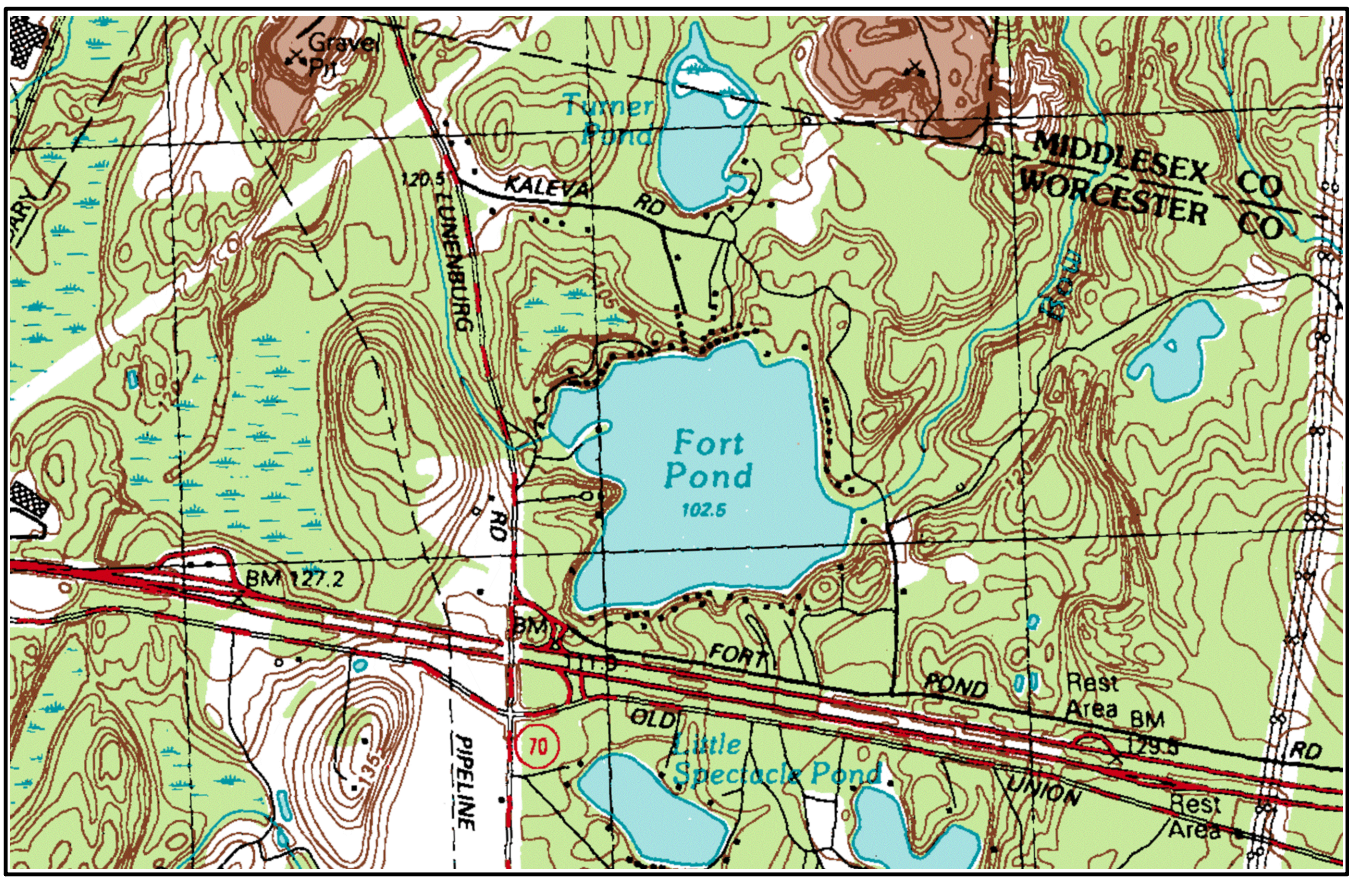 Gravel
Pit
Turner
Pond
MIDDLESEX CO
WORCESTER CO
120.5
KALEVA
RD
LUNENBURG
Bow
Fort
Pond
102.5
RD
BM 127.2
BM
FORT
POND
Rest
Area
BM
RD
OLD
70
Little
Spectacle Pond
UNION
PIPELINE
135
Rest
Area